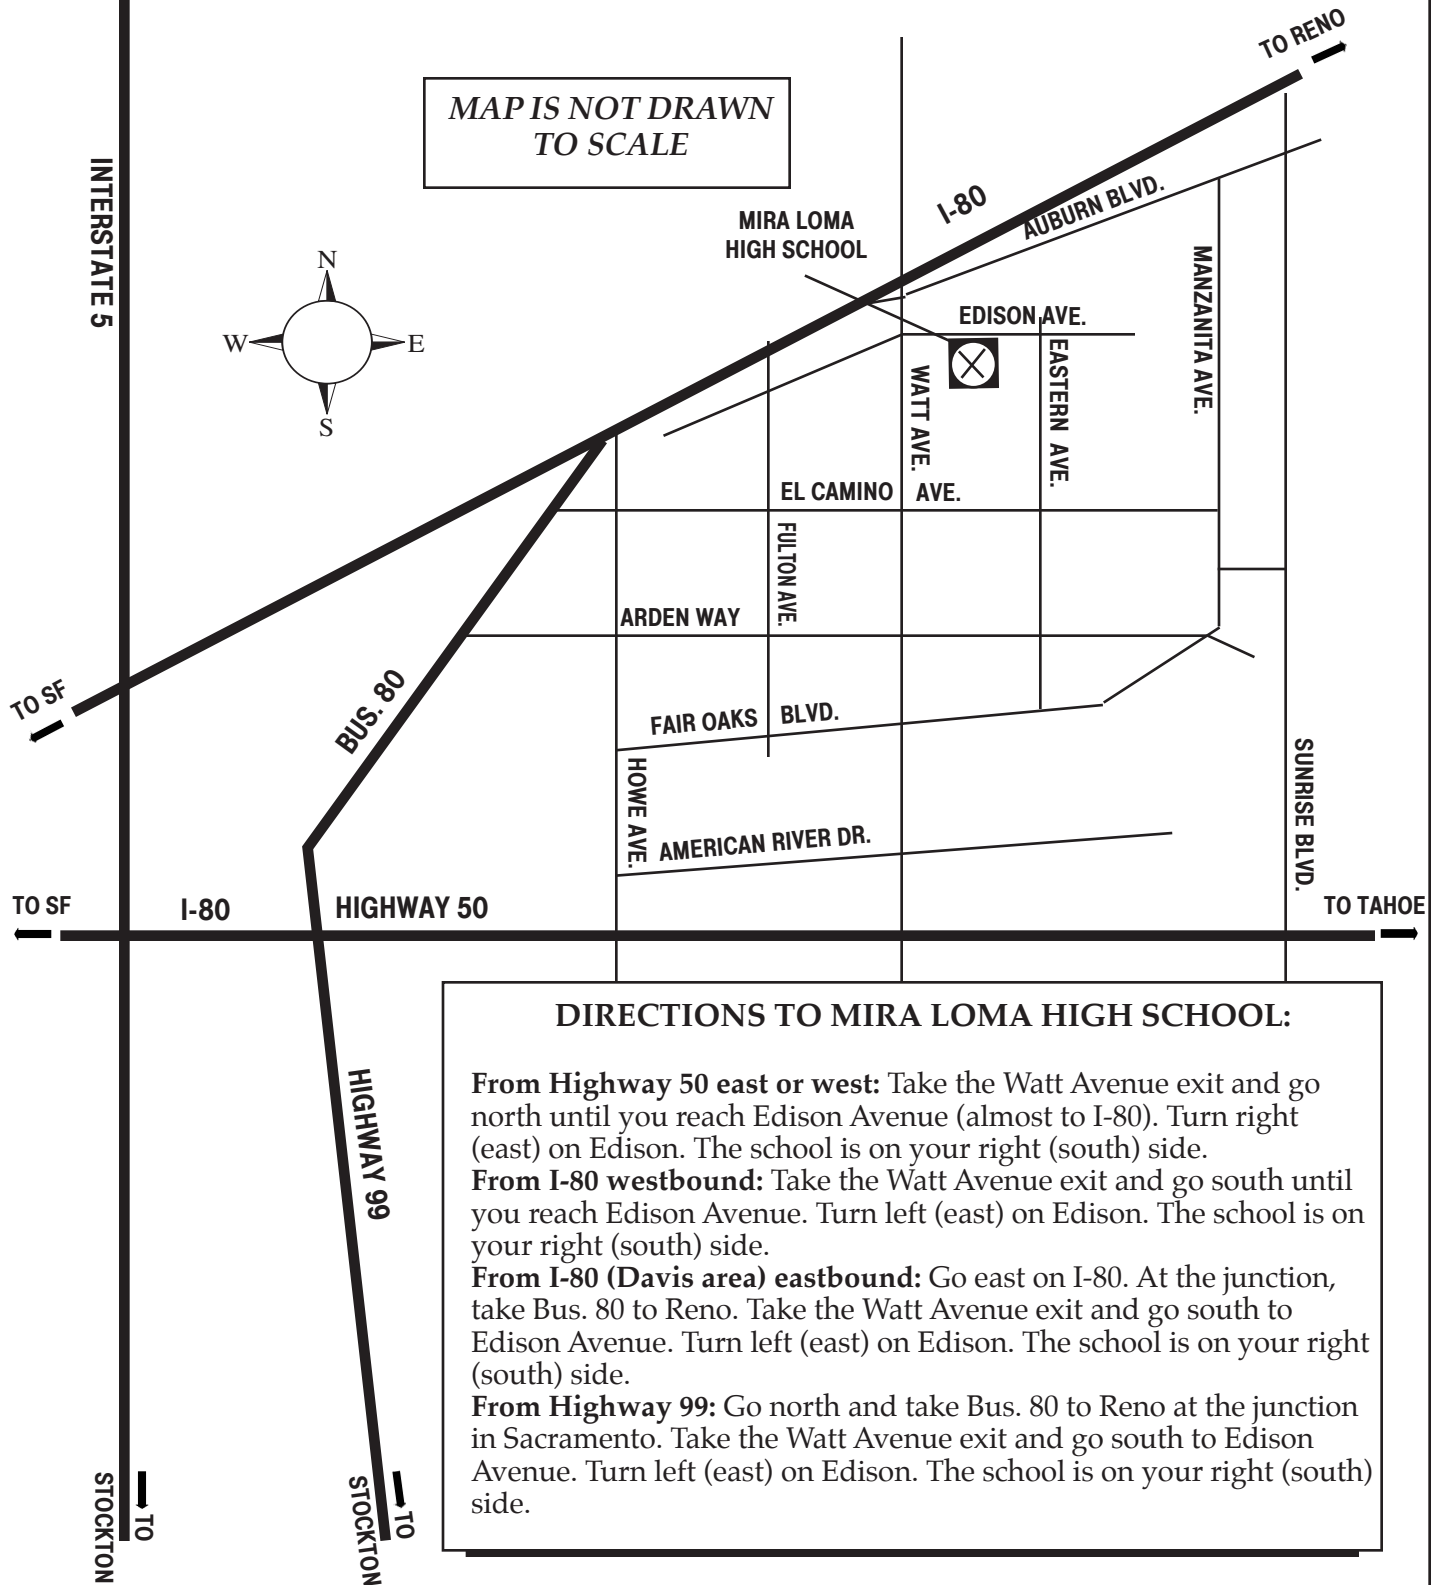 TO RENO
MAP IS NOT DRAWN
TO SCALE
INTERSTATE 5
I-80
AUBURN BLVD.
MIRA LOMA
HIGH SCHOOL
N
W
E
S
MANZANITA AVE.
EDISON AVE.
WATT AVE.
EASTERN AVE.
EL CAMINO AVE.
FULTON AVE.
ARDEN WAY
TO SF
BUS. 80
FAIR OAKS BLVD.
HOWE AVE.
SUNRISE BLVD.
AMERICAN RIVER DR.
TO SF
I-80
HIGHWAY 50
TO TAHOE
DIRECTIONS TO MIRA LOMA HIGH SCHOOL:
From Highway 50 east or west: Take the Watt Avenue exit and go
north until you reach Edison Avenue (almost to I-80). Turn right
(east) on Edison. The school is on your right (south) side.
From I-80 westbound: Take the Watt Avenue exit and go south until
you reach Edison Avenue. Turn left (east) on Edison. The school is on
your right (south) side.
From I-80 (Davis area) eastbound: Go east on I-80. At the junction,
take Bus. 80 to Reno. Take the Watt Avenue exit and go south to
Edison Avenue. Turn left (east) on Edison. The school is on your right
(south) side.
From Highway 99: Go north and take Bus. 80 to Reno at the junction
in Sacramento. Take the Watt Avenue exit and go south to Edison
Avenue. Turn left (east) on Edison. The school is on your right (south)
side.
HIGHWAY 99
TO
STOCKTON
TO
STOCKTON